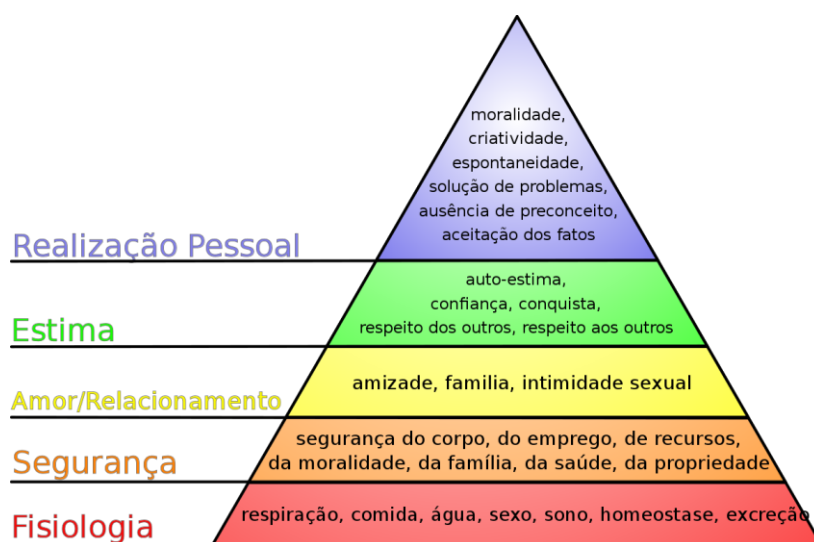 moralidade,
criatividade,
espontaneidade,
solução de problemas,
ausência de preconceito,
aceitação dos fatos
Realização Pessoal
auto-estima,
confiança, conquista,
respeito dos outros, respeito aos outros
Estima
amizade, familia, intimidade sexual
Amor/Relacionamento
segurança do corpo, do emprego, de recursos,
da moralidade, da família, da saúde, da propriedade
Segurança
respiração, comida, água, sexo, sono, homeostase, excreção
Fisiologia